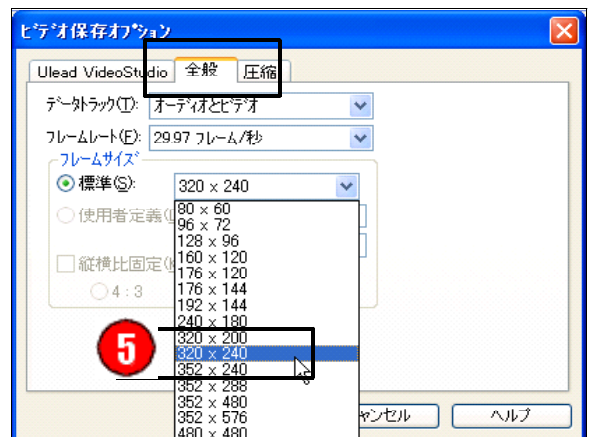 ビデオ保存オプション
Ulead VideoStudio 全般 圧縮
データトラック(T): オーディオとビデオ
フレームレート(F): 29.97 フレーム/秒
フレームサイズ
標準(S): 320 x 240
使用者定義(
80 x 60
96 x 72
128 x 96
縦横比固定(
160 x 120
176 x 120
4 : 3
176 x 144
192 x 144
240 x 180
5
320 x 200
320 x 240
352 x 240
352 x 288
352 x 480
352 x 576
480 x 480
ャンセル ヘルプ